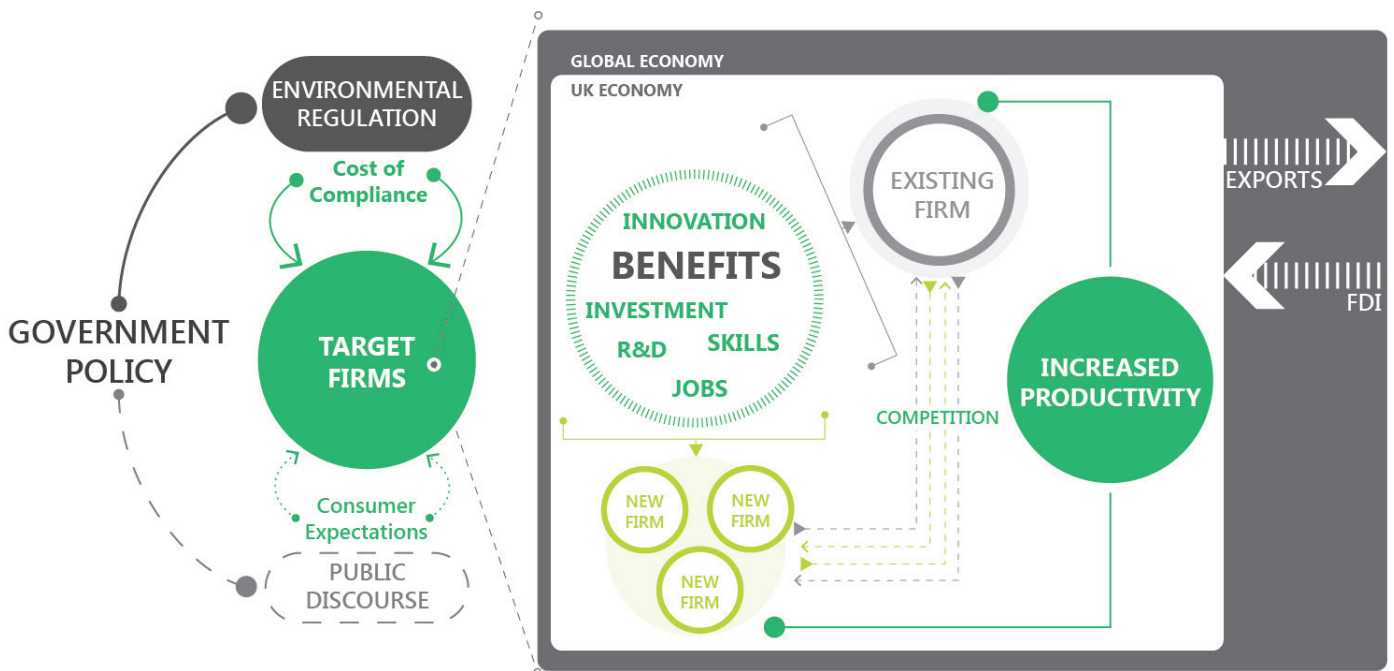 GOVERNMENT
POLICY
ENVIRONMENTAL
REGULATION
Cost of
Compliance
TARGET
FIRMS
Consumer
Expectations
PUBLIC
DISCOURSE
GLOBAL ECONOMY
UK ECONOMY
INNOVATION
BENEFITS
INVESTMENT
R&D
SKILLS
JOBS
EXISTING
FIRM
COMPETITION
NEW
FIRM
NEW
FIRM
NEW
FIRM
INCREASED
PRODUCTIVITY
EXPORTS
FDI